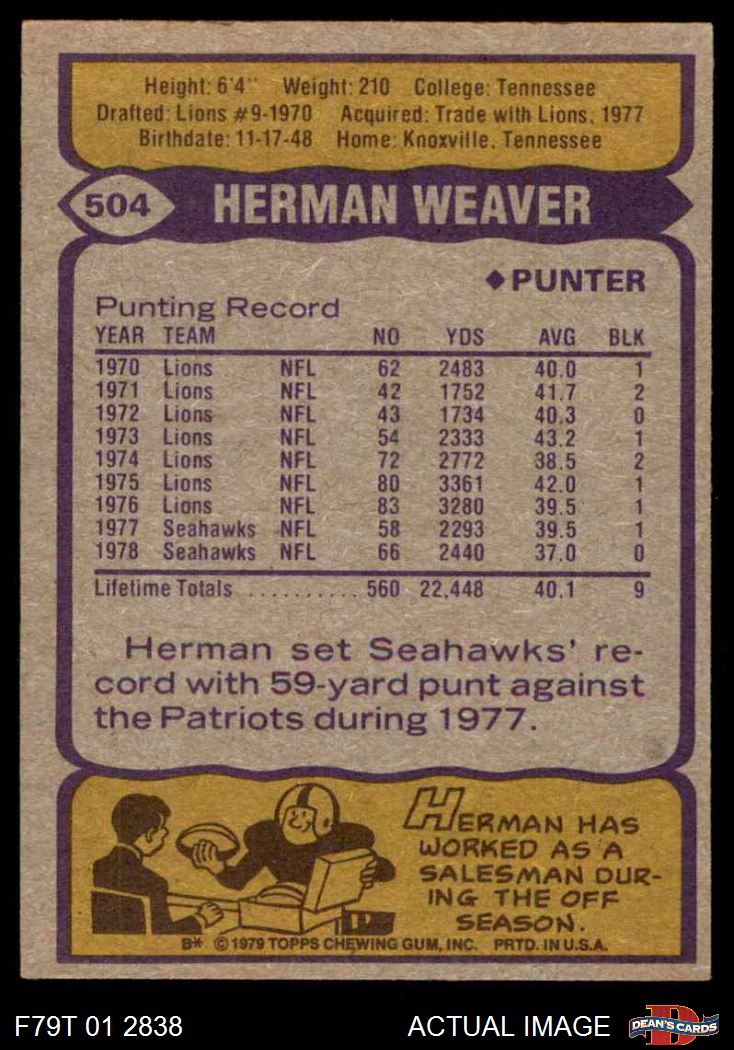 Height: 6'4" Weight: 210 College: Tennessee
Drafted: Lions #9-1970 Acquired: Trade with Lions, 1977
Birthdate: 11-17-48 Home: Knoxville, Tennessee
504 HERMAN WEAVER
◆PUNTER
Punting Record
YEAR TEAM NO YDS AVG BLK
1970 Lions NFL 62 2483 40.0 1
1971 Lions NFL 42 1752 41.7 2
1972 Lions NFL 43 1734 40.3 0
1973 Lions NFL 54 2333 43.2 1
1974 Lions NFL 72 2772 38.5 2
1975 Lions NFL 80 3361 42.0 1
1976 Lions NFL 83 3280 39.5 1
1977 Seahawks NFL 58 2293 39.5 1
1978 Seahawks NFL 66 2440 37.0 0
Lifetime Totals .......... 560 22,448 40.1 9
Herman set Seahawks' re-
cord with 59-yard punt against
the Patriots during 1977.
HERMAN HAS
WORKED AS A
SALESMAN DUR-
ING THE OFF
SEASON.
B* © 1979 TOPPS CHEWING GUM, INC. PRTD. IN U.S.A.
F79T 01 2838 ACTUAL IMAGE D DEAN'S CARDS